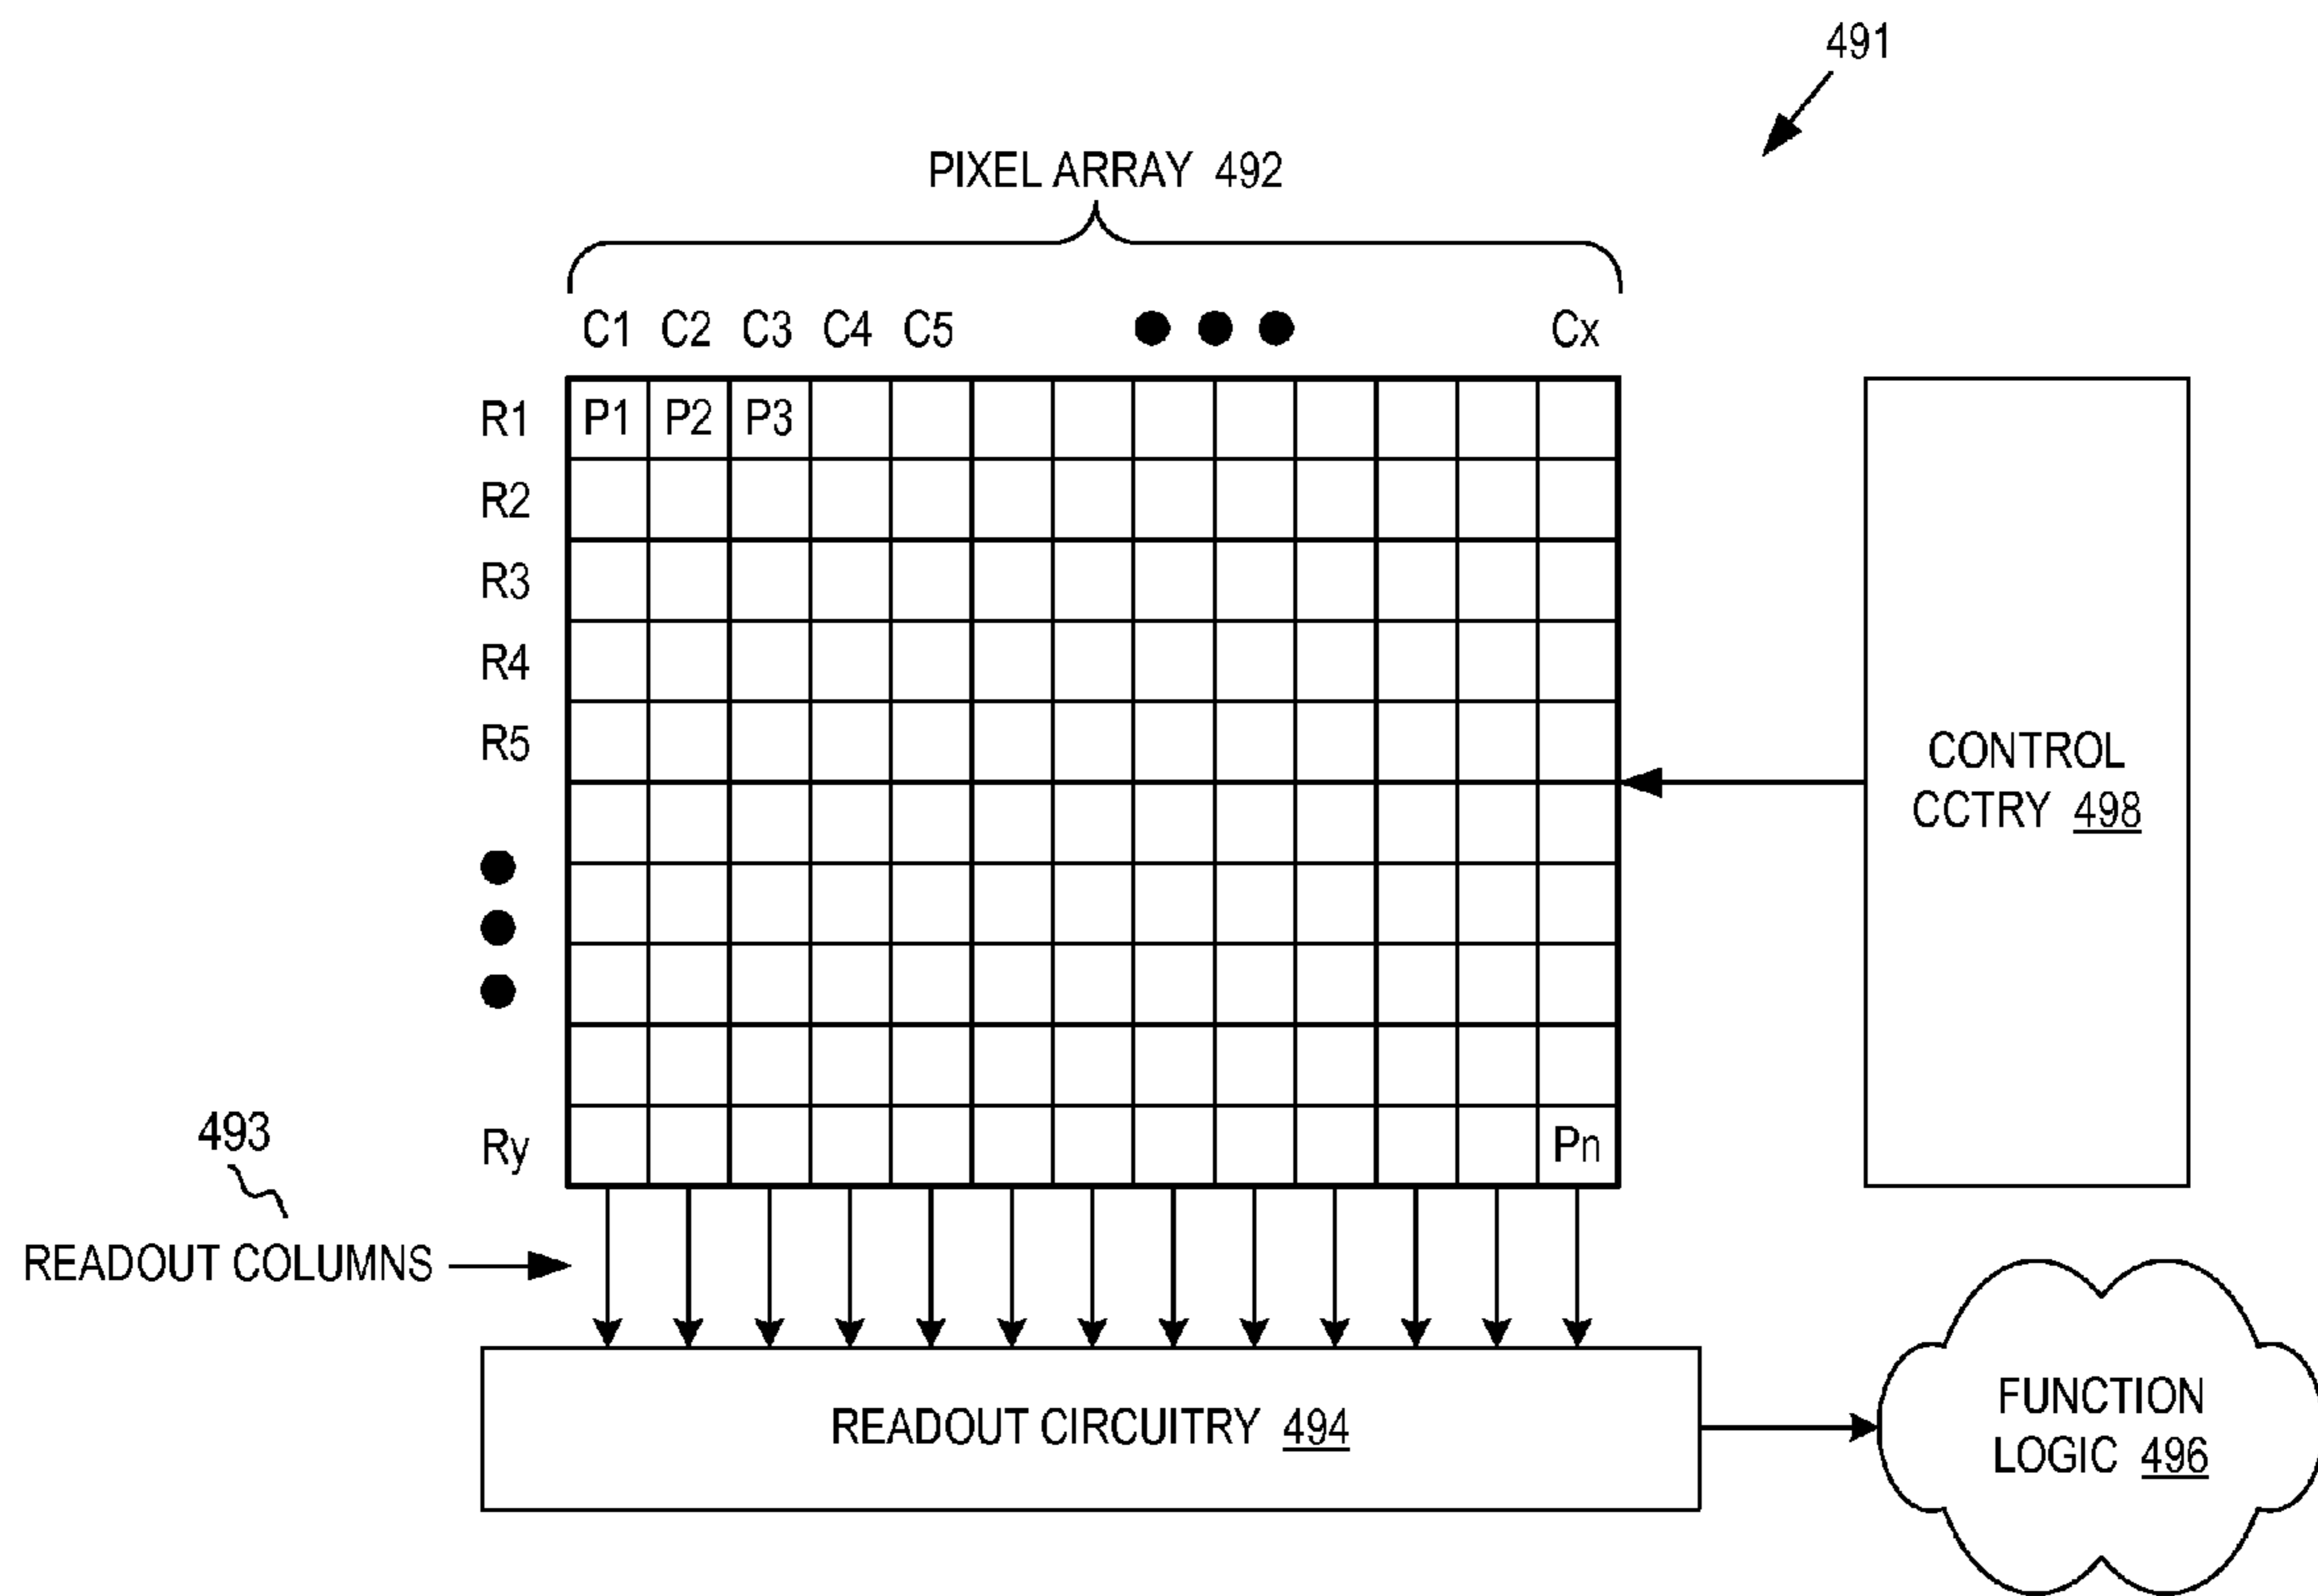 491
PIXEL ARRAY 492
C1 C2 C3 C4 C5 Cx
R1 P1 P2 P3
R2
R3
R4
R5
CONTROL
CCTRY 498
Ry Pn
493
READOUT COLUMNS
READOUT CIRCUITRY 494
FUNCTION
LOGIC 496